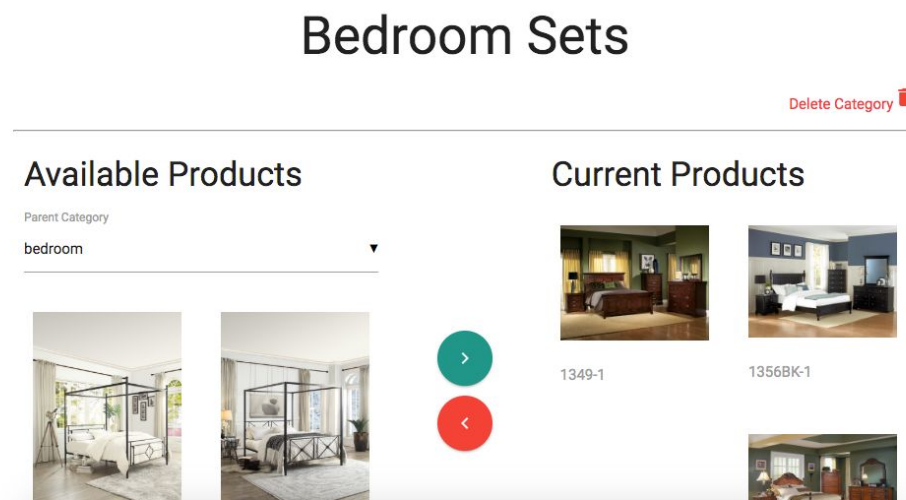 Bedroom Sets
Delete Category
Available Products
Parent Category
bedroom
Current Products
1349-1
1356BK-1